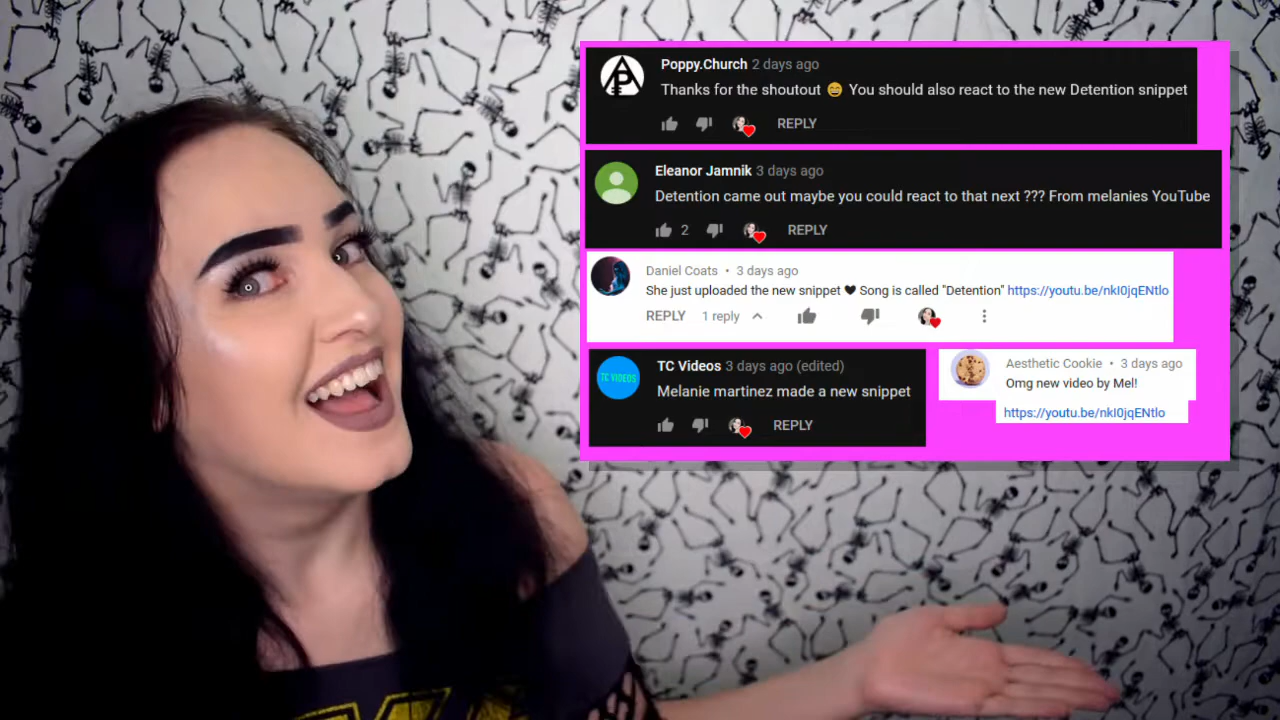 Poppy.Church 2 days ago
Thanks for the shoutout 😄 You should also react to the new Detention snippet
REPLY
Eleanor Jamnik 3 days ago
Detention came out maybe you could react to that next ??? From melanies YouTube
2 REPLY
Daniel Coats • 3 days ago
She just uploaded the new snippet ♥ Song is called "Detention" https://youtu.be/nkI0jqENtlo
REPLY 1 reply
TC VIDEOS
TC Videos 3 days ago (edited)
Melanie martinez made a new snippet
REPLY
Aesthetic Cookie • 3 days ago
Omg new video by Mel!
https://youtu.be/nkI0jqENtlo